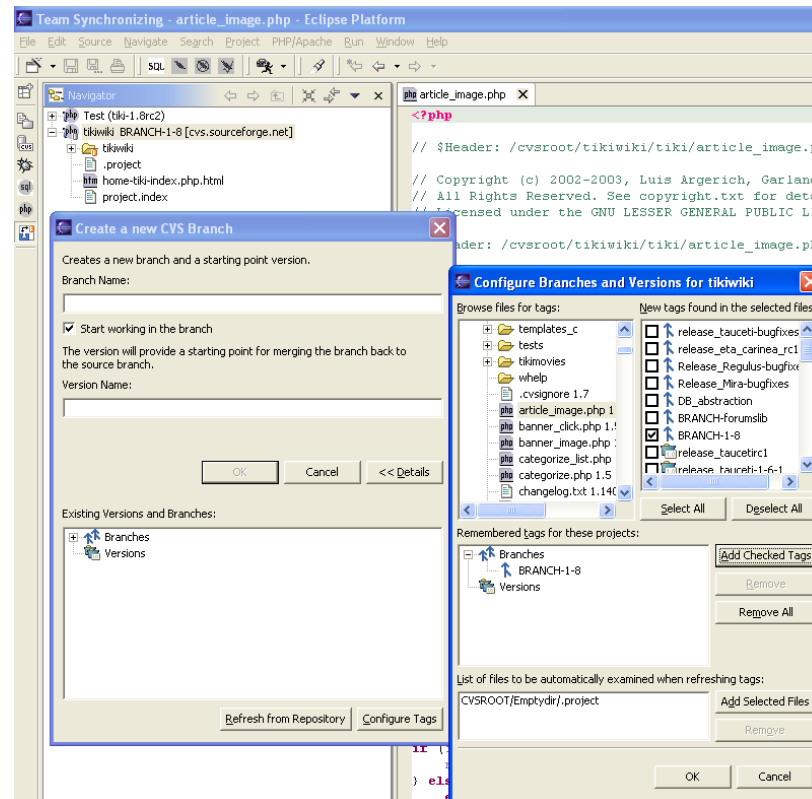 Team Synchronizing - article_image.php - Eclipse Platform
File Edit Source Navigate Search Project PHP/Apache Run Window Help
SQL
Navigator
Test (tiki-1.8rc2)
tikiwiki BRANCH-1-8 [cvs.sourceforge.net]
tikiwiki
.project
home-tiki-index.php.html
project.index
article_image.php
<?php
// $Header: /cvsroot/tikiwiki/tiki/article_image.
// Copyright (c) 2002-2003, Luis Argerich, Garlan
// All Rights Reserved. See copyright.txt for det
// Licensed under the GNU LESSER GENERAL PUBLIC L
ader: /cvsroot/tikiwiki/tiki/article_image.p
Create a new CVS Branch
Creates a new branch and a starting point version.
Branch Name:
Start working in the branch
The version will provide a starting point for merging the branch back to
the source branch.
Version Name:
OK Cancel << Details
Existing Versions and Branches:
Branches
Versions
Refresh from Repository Configure Tags
Configure Branches and Versions for tikiwiki
Browse files for tags:
templates_c
tests
tikimovies
whelp
.cvsignore 1.7
article_image.php 1
banner_click.php 1.
banner_image.php
categorize_list.php
categorize.php 1.5
changelog.txt 1.140
New tags found in the selected files
release_tauceti-bugfixes
release_eta_carinea_rc1
Release_Regulus-bugfixe
Release_Mira-bugfixes
DB_abstraction
BRANCH-forumslib
BRANCH-1-8
release_taucetirc1
release_tauceti-1-6-1
Select All Deselect All
Remembered tags for these projects:
Branches
BRANCH-1-8
Versions
Add Checked Tags
Remove
Remove All
List of files to be automatically examined when refreshing tags:
CVSROOT/Emptydir/.project
Add Selected Files
Remove
OK Cancel
if (
} els